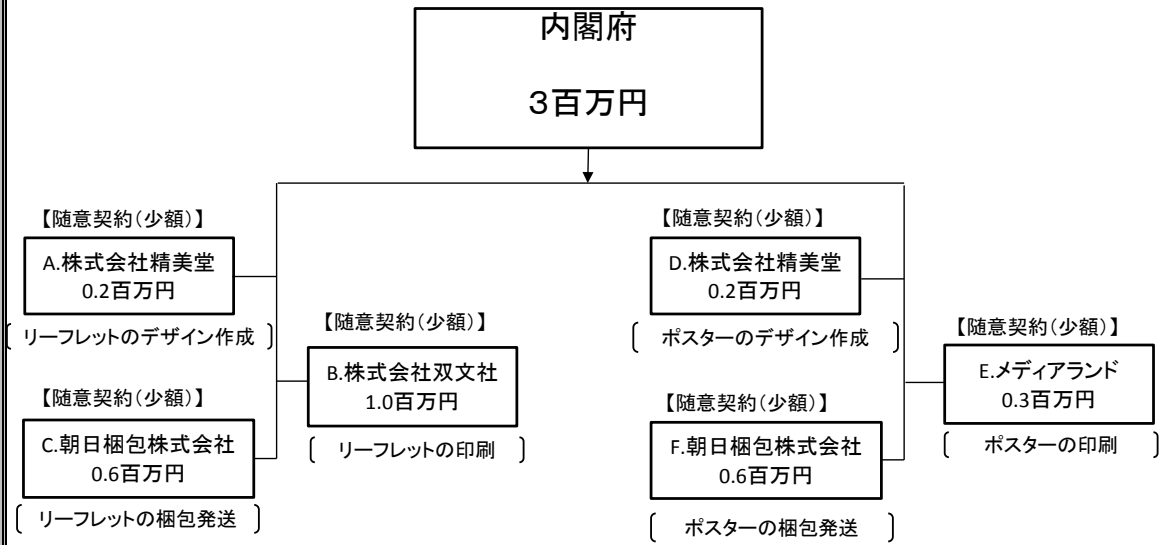 内閣府
3百万円
【随意契約(少額)】
A.株式会社精美堂
0.2百万円
リーフレットのデザイン作成
【随意契約(少額)】
B.株式会社双文社
1.0百万円
リーフレットの印刷
【随意契約(少額)】
C.朝日梱包株式会社
0.6百万円
リーフレットの梱包発送
【随意契約(少額)】
D.株式会社精美堂
0.2百万円
ポスターのデザイン作成
【随意契約(少額)】
E.メディアランド
0.3百万円
ポスターの印刷
【随意契約(少額)】
F.朝日梱包株式会社
0.6百万円
ポスターの梱包発送